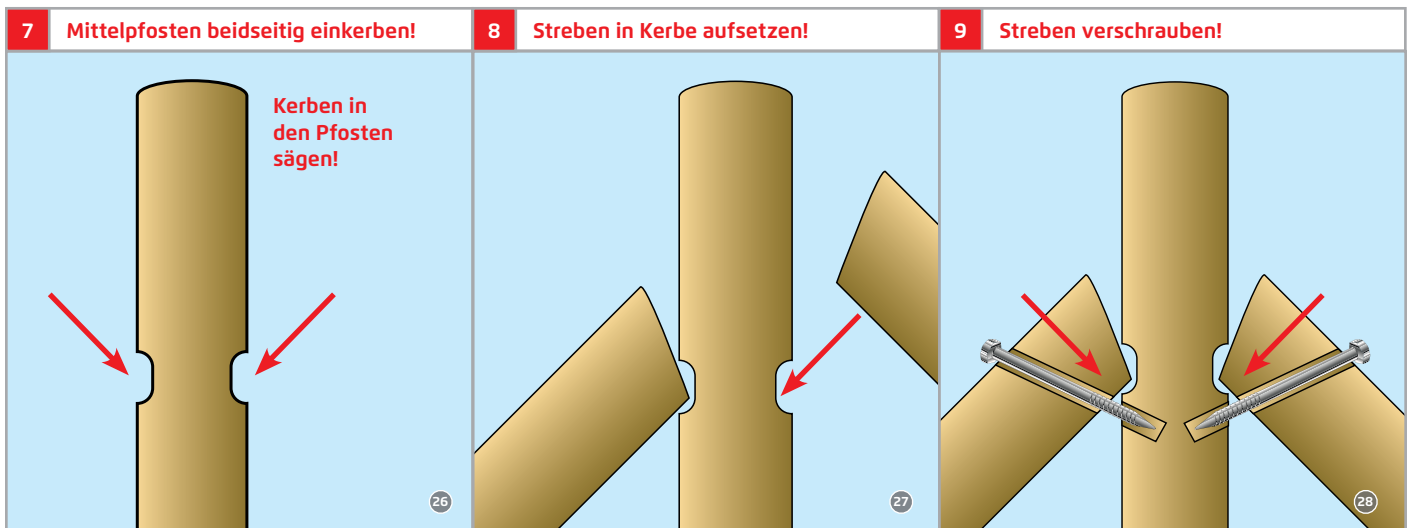 7 Mittelpfosten beidseitig einkerben!
Kerben in
den Pfosten
sägen!
26
8 Streben in Kerbe aufsetzen!
27
9 Streben verschrauben!
28